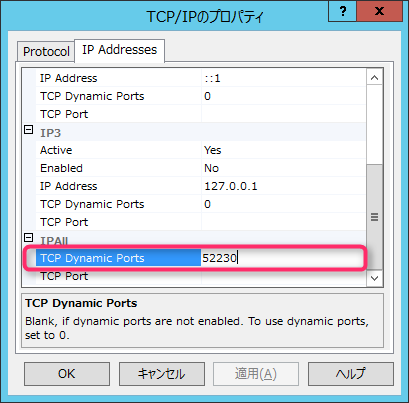 TCP/IPのプロパティ
? X
Protocol IP Addresses
IP Address ::1
TCP Dynamic Ports 0
TCP Port
IP3
Active Yes
Enabled No
IP Address 127.0.0.1
TCP Dynamic Ports 0
TCP Port
IPAll
TCP Dynamic Ports 52230
TCP Port
TCP Dynamic Ports
Blank, if dynamic ports are not enabled. To use dynamic ports,
set to 0.
OK キャンセル 適用(A) ヘルプ